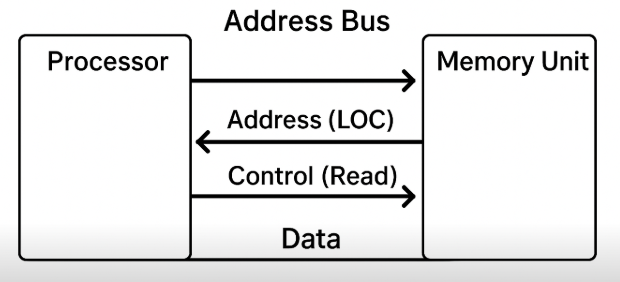 Address Bus
Processor
Memory Unit
Address (LOC)
Control (Read)
Data